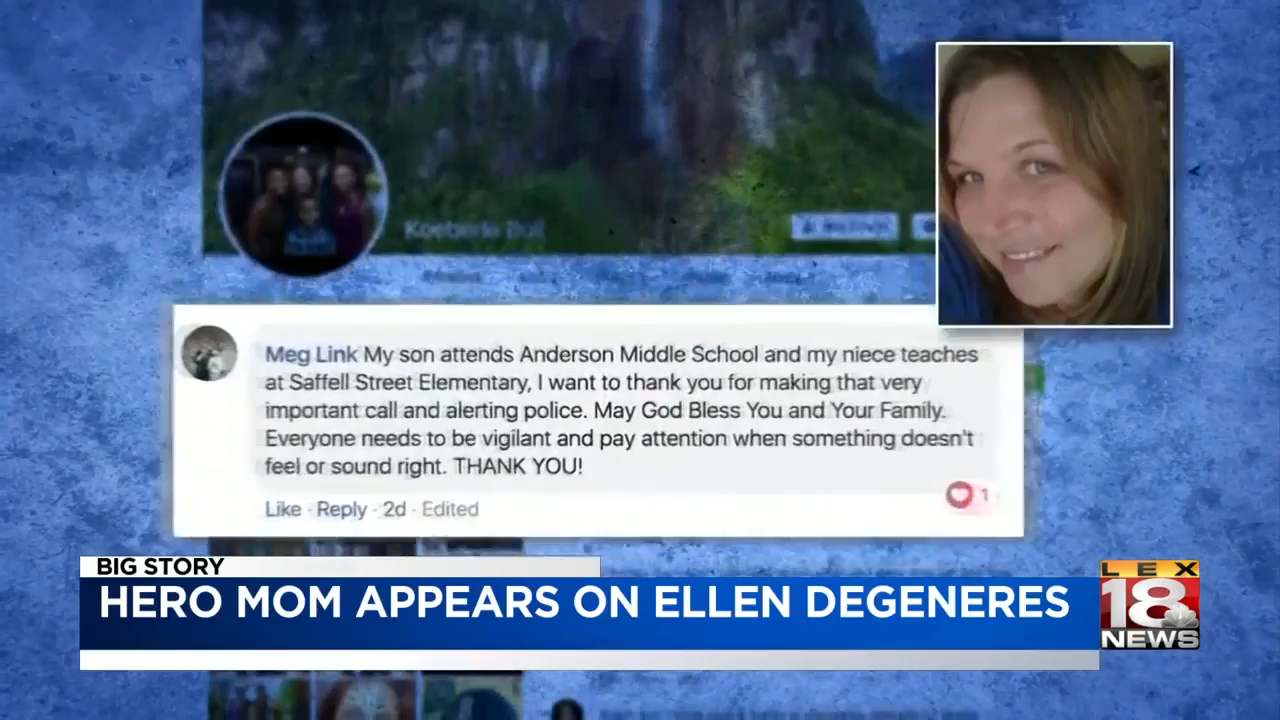 Koeberle Bull
Meg Link My son attends Anderson Middle School and my niece teaches
at Saffell Street Elementary, I want to thank you for making that very
important call and alerting police. May God Bless You and Your Family.
Everyone needs to be vigilant and pay attention when something doesn't
feel or sound right. THANK YOU!
1
Like · Reply · 2d · Edited
BIG STORY
HERO MOM APPEARS ON ELLEN DEGENERES
LEX
18
NEWS